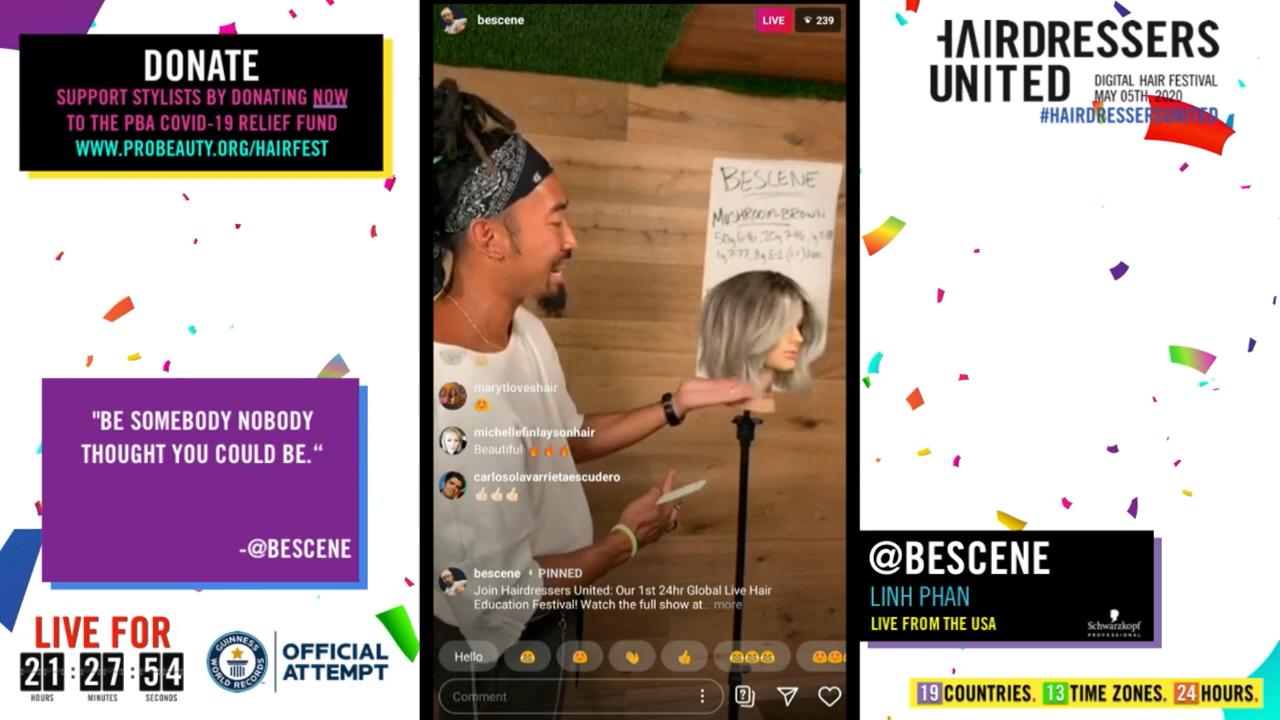 DONATE
SUPPORT STYLISTS BY DONATING NOW
TO THE PBA COVID-19 RELIEF FUND
WWW.PROBEAUTY.ORG/HAIRFEST
"BE SOMEBODY NOBODY
THOUGHT YOU COULD BE.“
-@BESCENE
LIVE FOR
21:27:54
HOURS MINUTES SECONDS
GUINNESS
WORLD RECORDS
OFFICIAL
ATTEMPT
bescene
LIVE
239
BESCENE
MUSHROOM-BROWN
marytloveshair
😍
michellefinlaysonhair
Beautiful 🔥🔥🔥
carlosolavarrietaescudero
👍🏻👍🏻👍🏻
bescene PINNED
Join Hairdressers United: Our 1st 24hr Global Live Hair
Education Festival! Watch the full show at... more
Hello
Comment
HAIRDRESSERS
UNITED
DIGITAL HAIR FESTIVAL
MAY 05TH, 2020
#HAIRDRESSERSUNITED
@BESCENE
LINH PHAN
LIVE FROM THE USA
Schwarzkopf
PROFESSIONAL
19 COUNTRIES. 13 TIME ZONES. 24 HOURS.